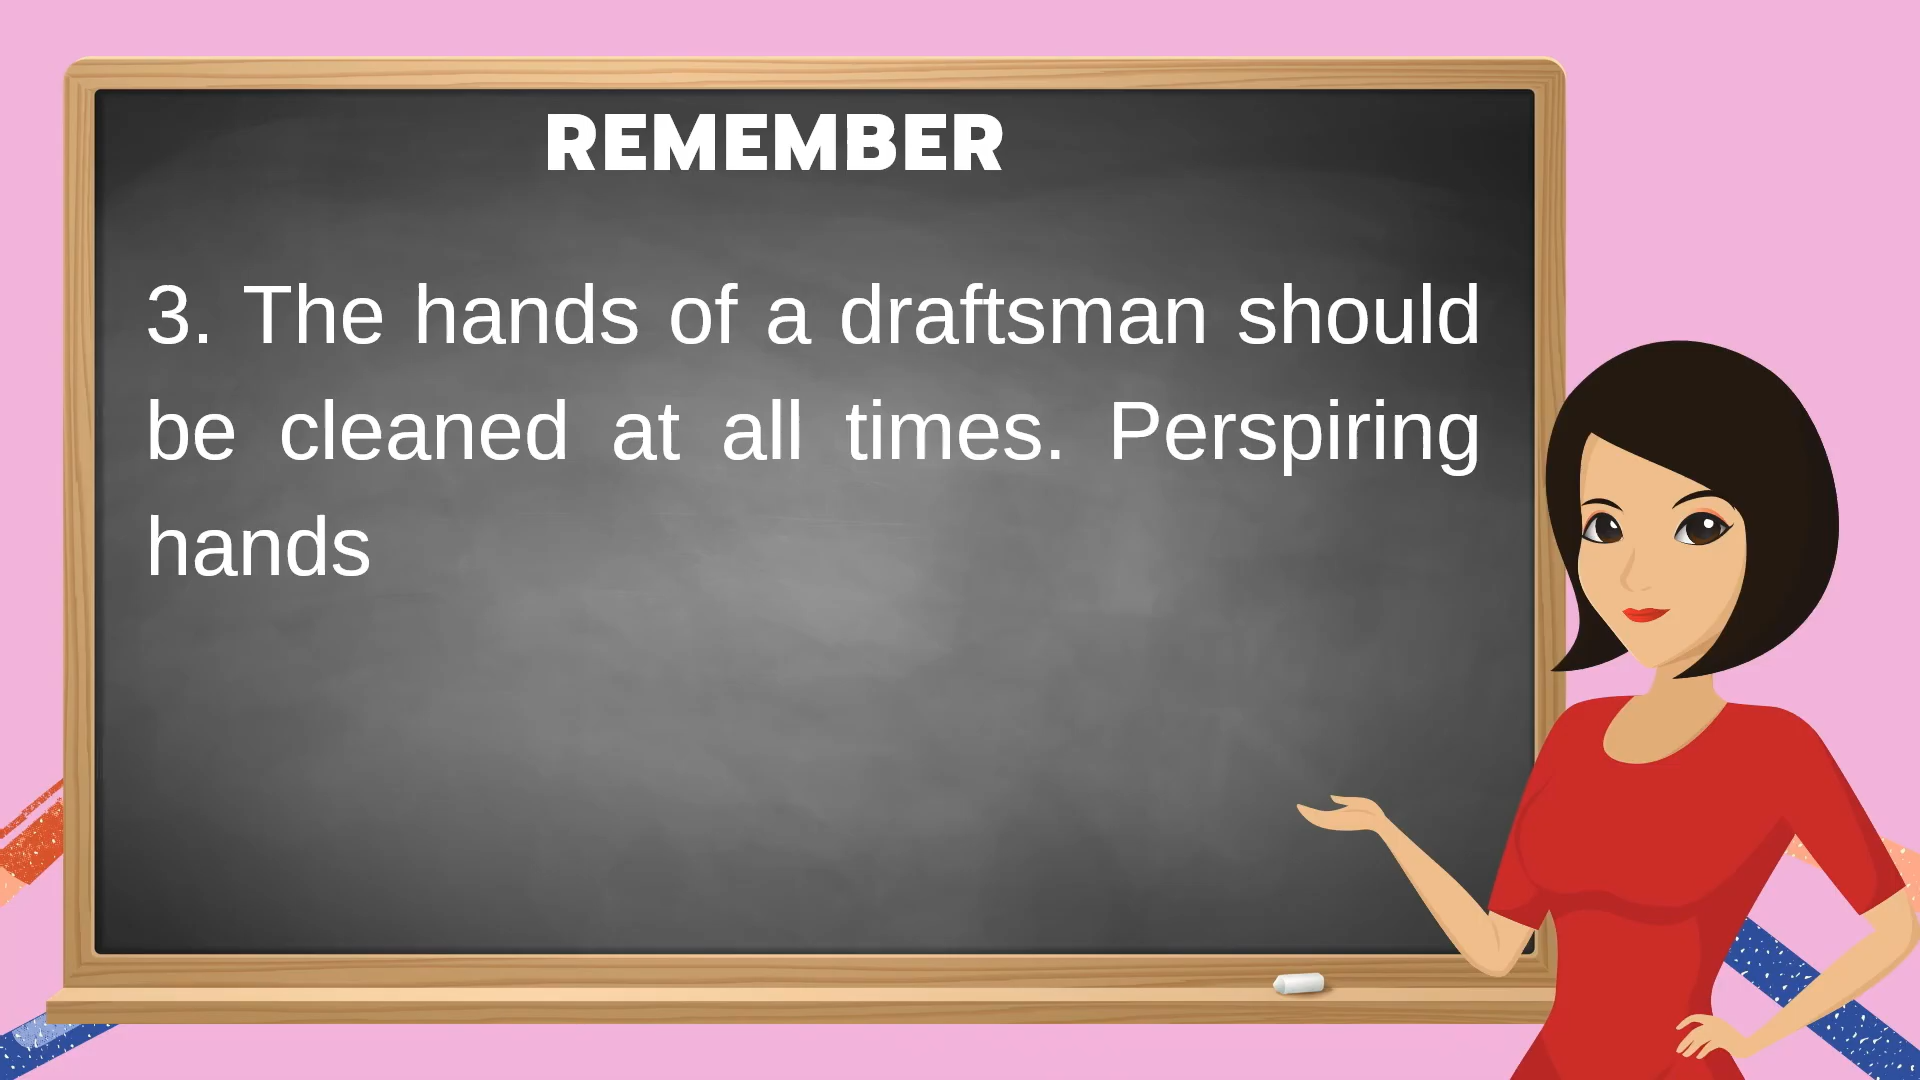 REMEMBER
3. The hands of a draftsman should
be cleaned at all times. Perspiring
hands